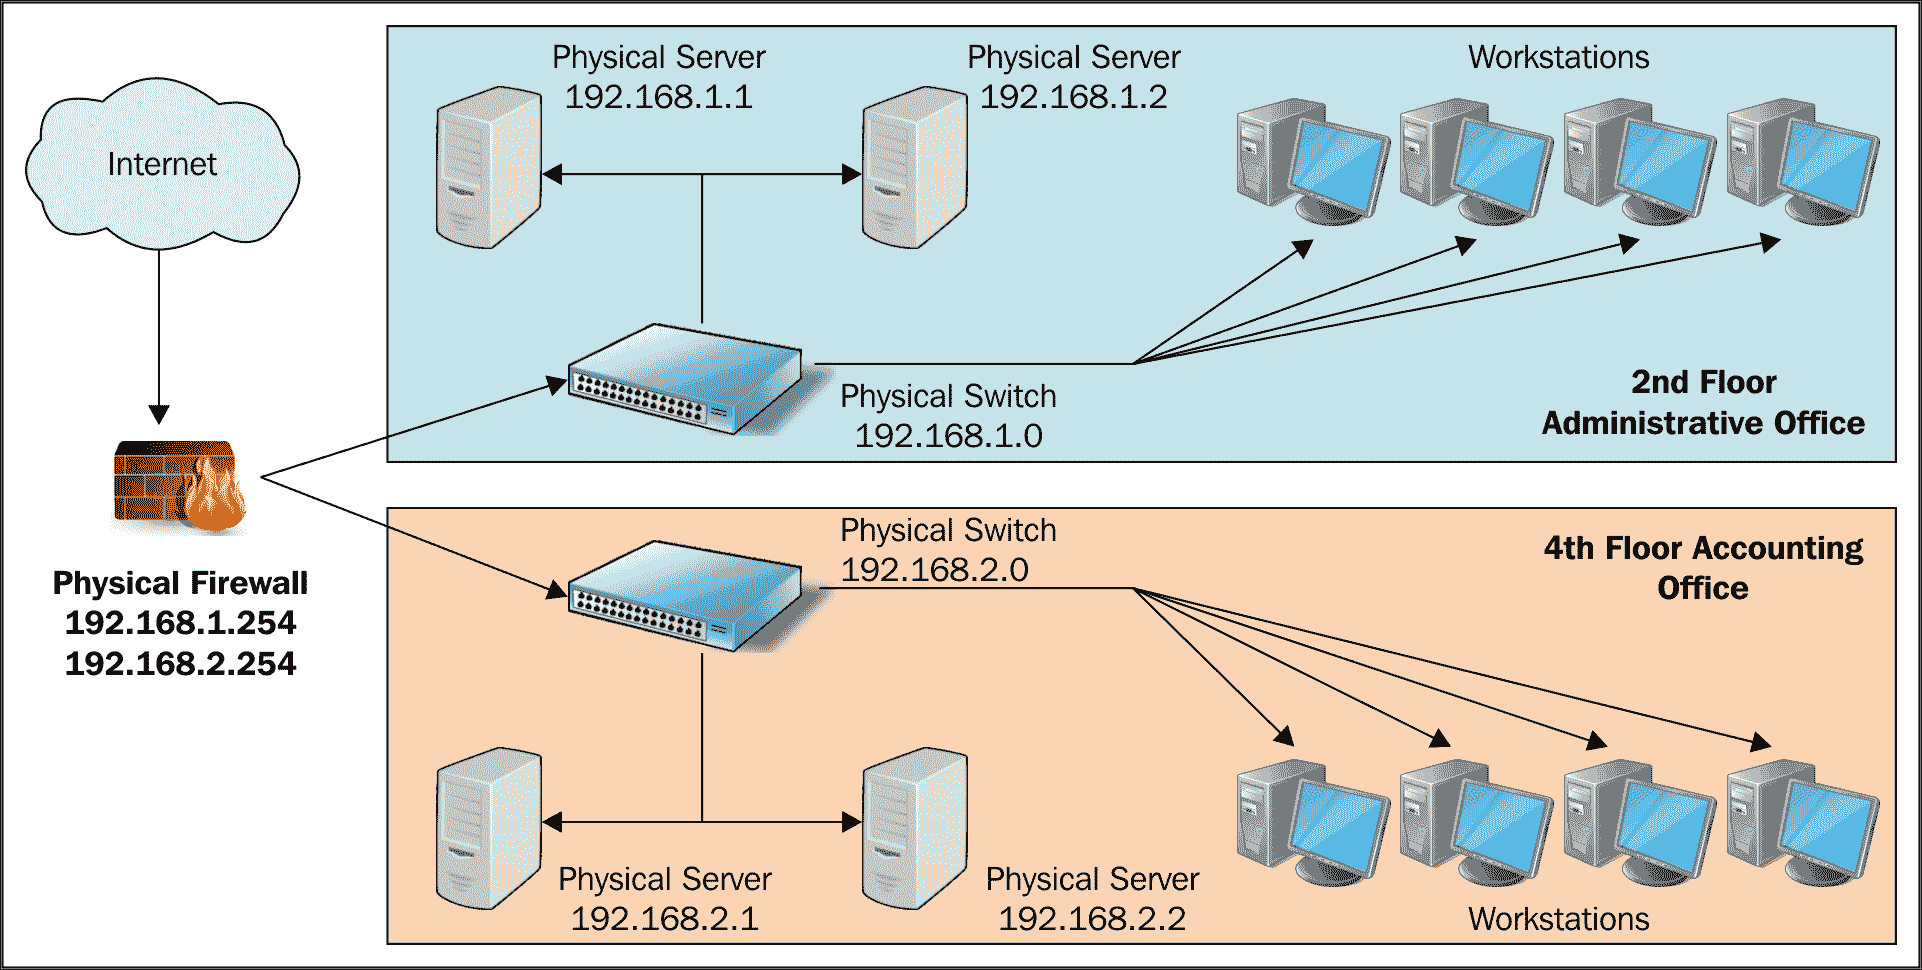 Internet
Physical Firewall
192.168.1.254
192.168.2.254
Physical Server
192.168.1.1
Physical Server
192.168.1.2
Workstations
Physical Switch
192.168.1.0
2nd Floor
Administrative Office
Physical Switch
192.168.2.0
4th Floor Accounting
Office
Physical Server
192.168.2.1
Physical Server
192.168.2.2
Workstations